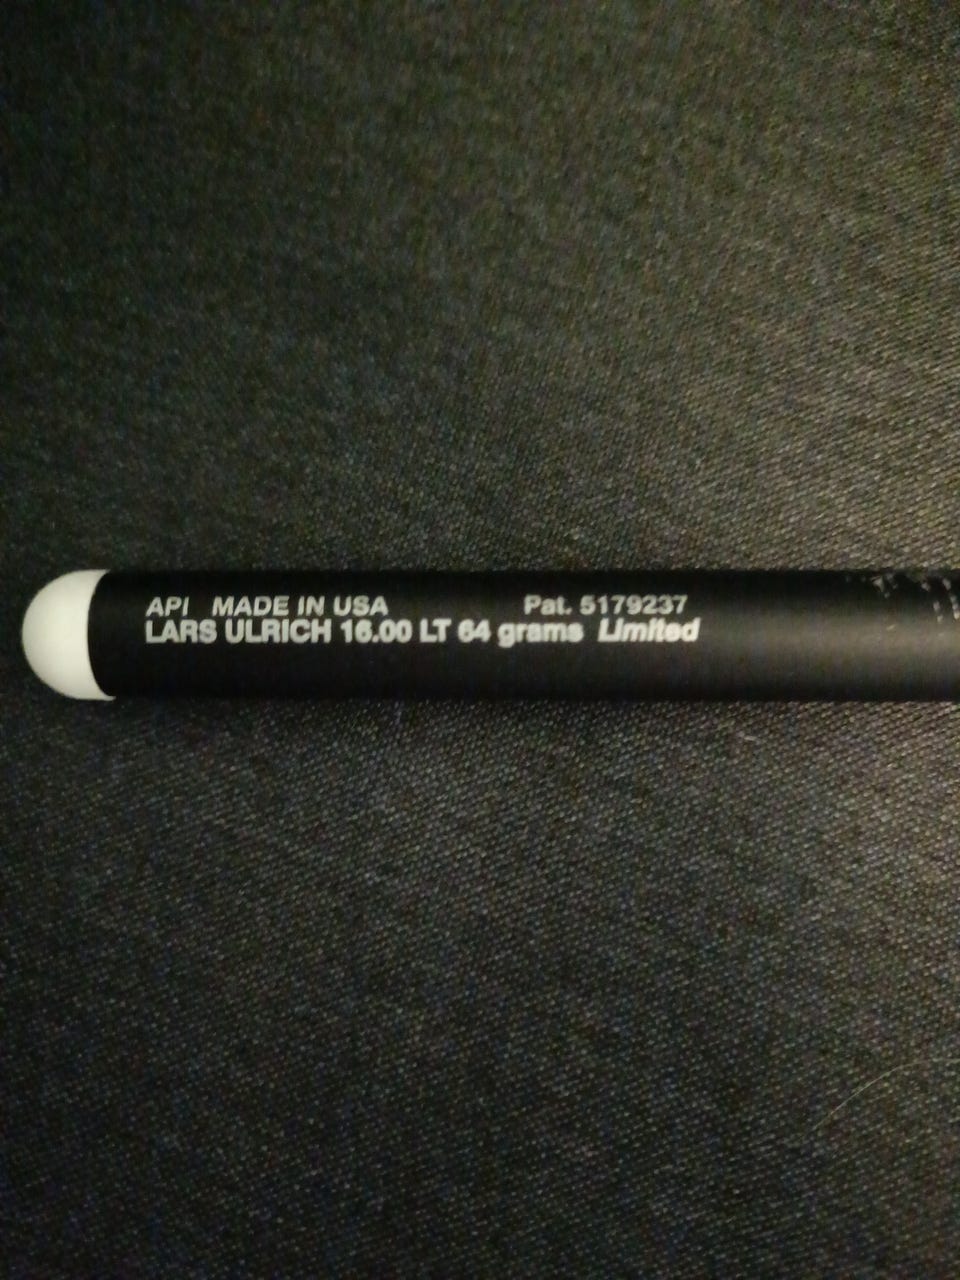 API MADE IN USA Pat. 5179237
LARS ULRICH 16.00 LT 64 grams Limited